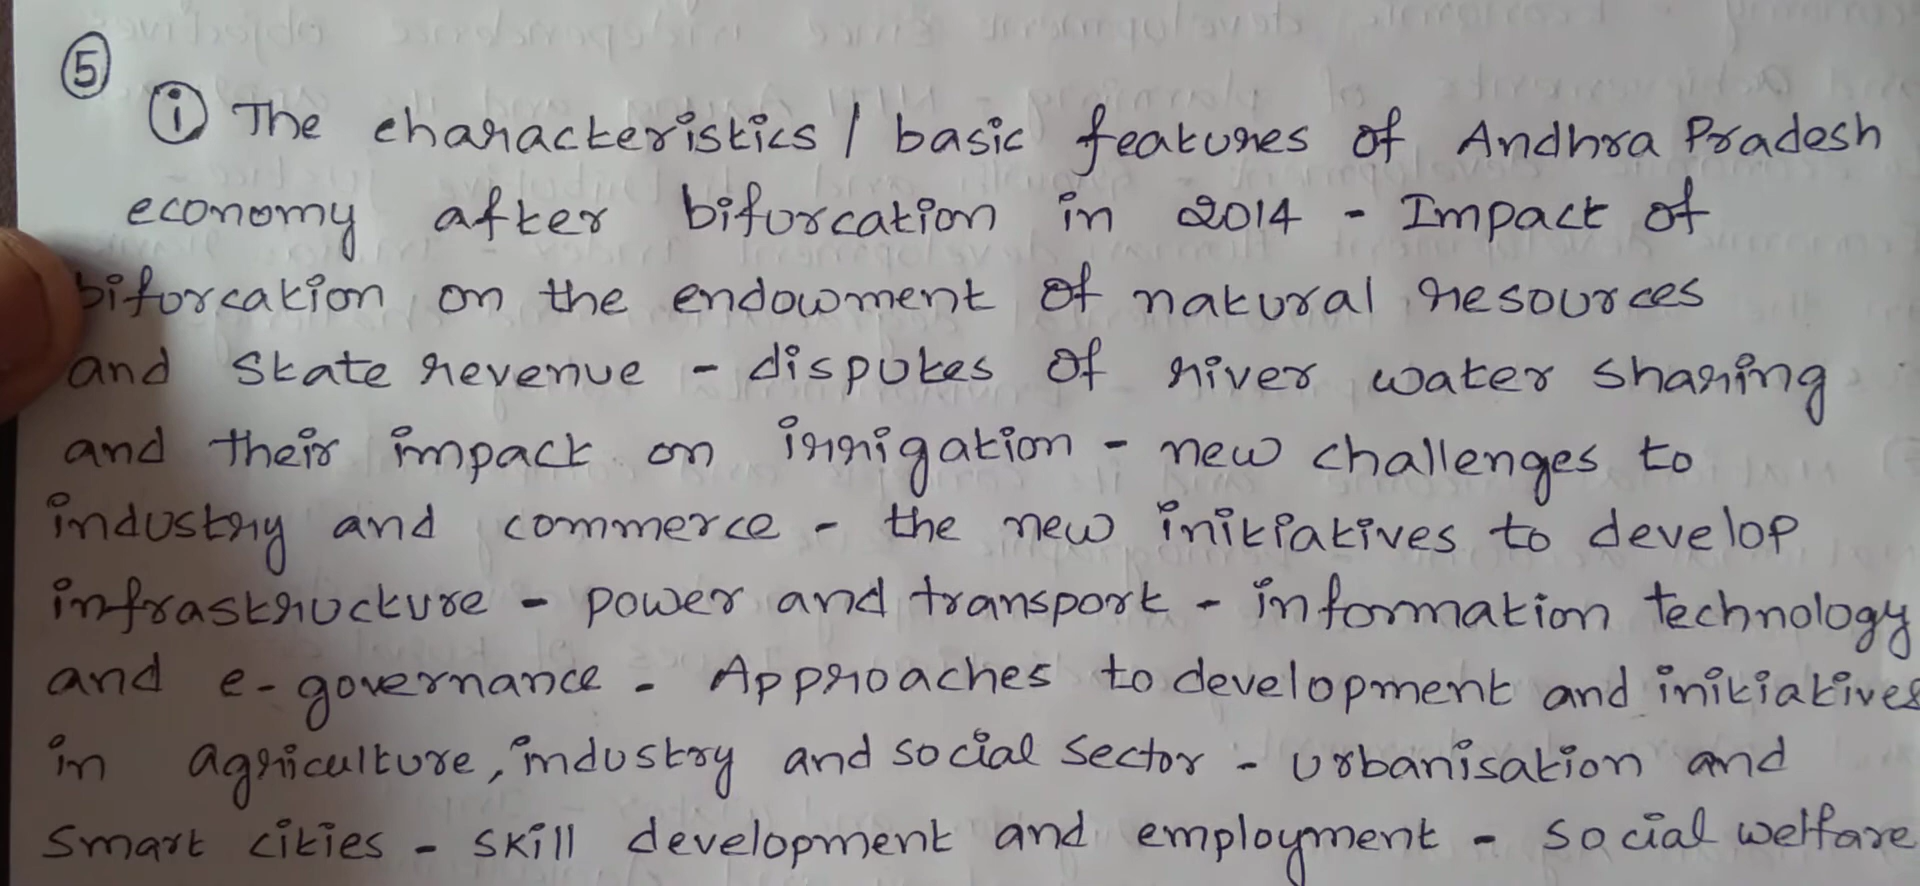 ⑤
ⓘ The characteristics / basic features of Andhra Pradesh
economy after bifurcation in 2014 - Impact of
biforcation on the endowment of natural resources
and State revenue - disputes of river water sharing
and their impact on irrigation - new challenges to
industry and commerce - the new initiatives to develop
infrastructure - power and transport - information technology
and e-governance - Approaches to development and initiatives
in agriculture, industry and social sector - urbanisation and
smart cities - skill development and employment - social welfare